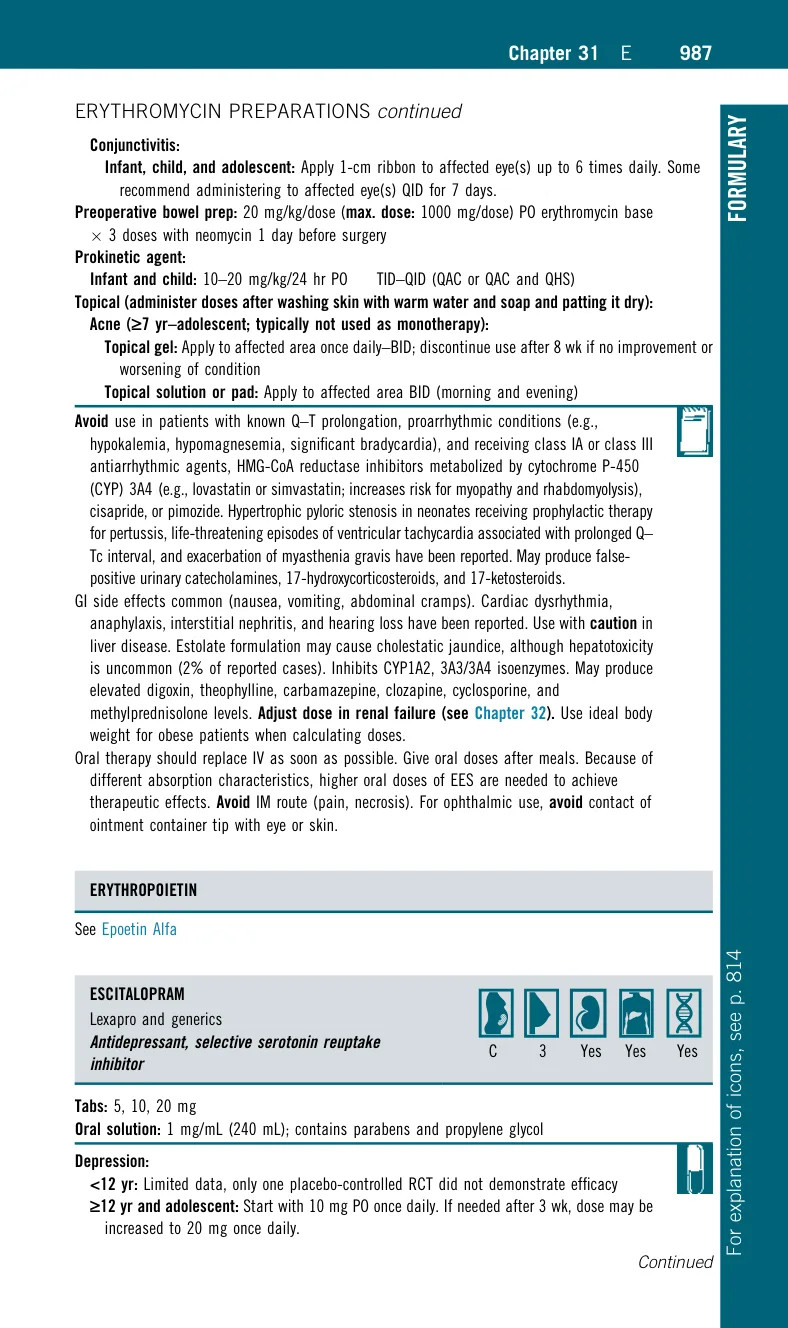 Chapter 31 E 987
ERYTHROMYCIN PREPARATIONS continued
Conjunctivitis:
Infant, child, and adolescent: Apply 1-cm ribbon to affected eye(s) up to 6 times daily. Some
recommend administering to affected eye(s) QID for 7 days.
Preoperative bowel prep: 20 mg/kg/dose (max. dose: 1000 mg/dose) PO erythromycin base
× 3 doses with neomycin 1 day before surgery
Prokinetic agent:
Infant and child: 10–20 mg/kg/24 hr PO TID–QID (QAC or QAC and QHS)
Topical (administer doses after washing skin with warm water and soap and patting it dry):
Acne (≥7 yr–adolescent; typically not used as monotherapy):
Topical gel: Apply to affected area once daily–BID; discontinue use after 8 wk if no improvement or
worsening of condition
Topical solution or pad: Apply to affected area BID (morning and evening)
Avoid use in patients with known Q–T prolongation, proarrhythmic conditions (e.g.,
hypokalemia, hypomagnesemia, significant bradycardia), and receiving class IA or class III
antiarrhythmic agents, HMG-CoA reductase inhibitors metabolized by cytochrome P-450
(CYP) 3A4 (e.g., lovastatin or simvastatin; increases risk for myopathy and rhabdomyolysis),
cisapride, or pimozide. Hypertrophic pyloric stenosis in neonates receiving prophylactic therapy
for pertussis, life-threatening episodes of ventricular tachycardia associated with prolonged Q–
Tc interval, and exacerbation of myasthenia gravis have been reported. May produce false-
positive urinary catecholamines, 17-hydroxycorticosteroids, and 17-ketosteroids.
GI side effects common (nausea, vomiting, abdominal cramps). Cardiac dysrhythmia,
anaphylaxis, interstitial nephritis, and hearing loss have been reported. Use with caution in
liver disease. Estolate formulation may cause cholestatic jaundice, although hepatotoxicity
is uncommon (2% of reported cases). Inhibits CYP1A2, 3A3/3A4 isoenzymes. May produce
elevated digoxin, theophylline, carbamazepine, clozapine, cyclosporine, and
methylprednisolone levels. Adjust dose in renal failure (see Chapter 32). Use ideal body
weight for obese patients when calculating doses.
Oral therapy should replace IV as soon as possible. Give oral doses after meals. Because of
different absorption characteristics, higher oral doses of EES are needed to achieve
therapeutic effects. Avoid IM route (pain, necrosis). For ophthalmic use, avoid contact of
ointment container tip with eye or skin.
ERYTHROPOIETIN
See Epoetin Alfa
ESCITALOPRAM
Lexapro and generics
Antidepressant, selective serotonin reuptake
inhibitor
C 3 Yes Yes Yes
Tabs: 5, 10, 20 mg
Oral solution: 1 mg/mL (240 mL); contains parabens and propylene glycol
Depression:
<12 yr: Limited data, only one placebo-controlled RCT did not demonstrate efficacy
≥12 yr and adolescent: Start with 10 mg PO once daily. If needed after 3 wk, dose may be
increased to 20 mg once daily.
Continued
FORMULARY
For explanation of icons, see p. 814